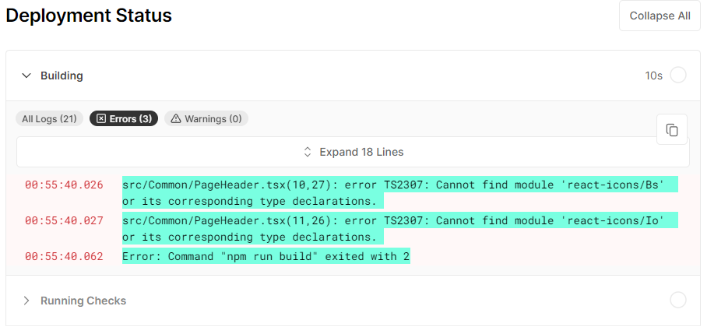 Deployment Status
Collapse All
Building
10s
All Logs (21)
Errors (3)
Warnings (0)
Expand 18 Lines
00:55:40.026 src/Common/PageHeader.tsx(10,27): error TS2307: Cannot find module 'react-icons/Bs'
or its corresponding type declarations.
00:55:40.027 src/Common/PageHeader.tsx(11,26): error TS2307: Cannot find module 'react-icons/Io'
or its corresponding type declarations.
00:55:40.062 Error: Command "npm run build" exited with 2
Running Checks